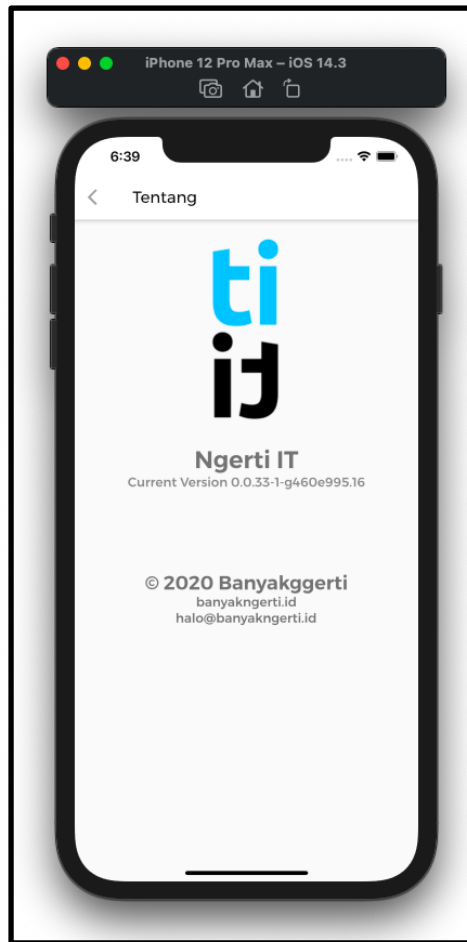 iPhone 12 Pro Max – iOS 14.3
6:39
Tentang
ti
it
Ngerti IT
Current Version 0.0.33-1-g460e995.16
© 2020 Banyakggerti
banyakngerti.id
halo@banyakngerti.id